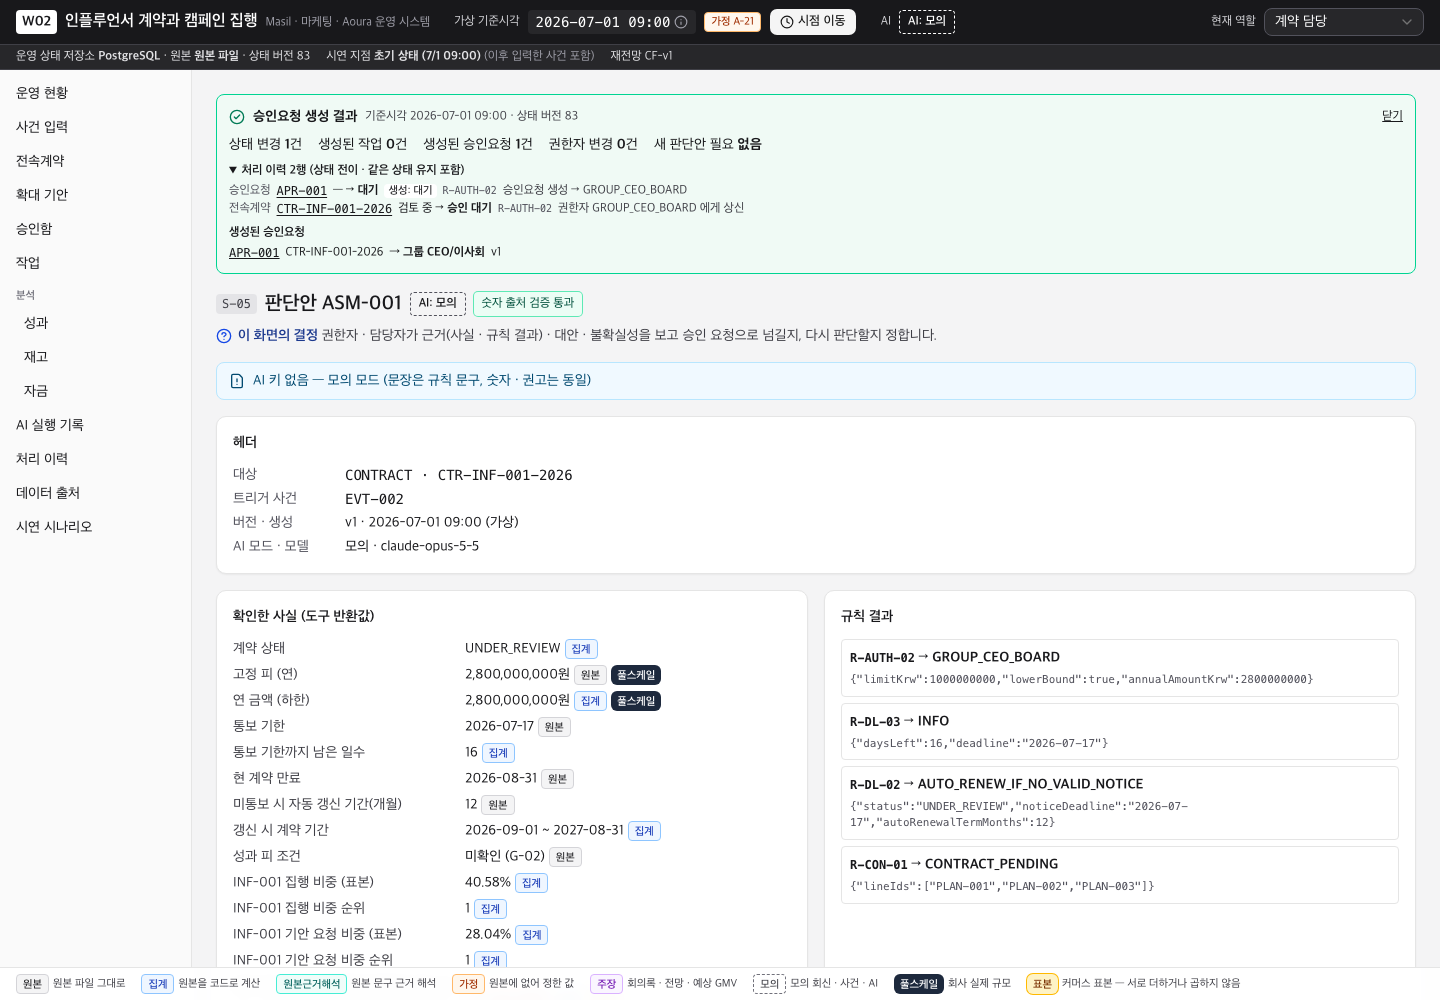 W02 인플루언서 계약과 캠페인 집행 Masil · 마케팅 · Aoura 운영 시스템 가상 기준시각 2026-07-01 09:00 가정 A-21 시점 이동 AI AI: 모의 현재 역할 계약 담당
운영 상태 저장소 PostgreSQL · 원본 원본 파일 · 상태 버전 83 시연 지점 초기 상태 (7/1 09:00) (이후 입력한 사건 포함) 재전망 CF-v1
운영 현황
사건 입력
전속계약
확대 기안
승인함
작업
분석
성과
재고
자금
AI 실행 기록
처리 이력
데이터 출처
시연 시나리오
승인요청 생성 결과 기준시각 2026-07-01 09:00 · 상태 버전 83 닫기
상태 변경 1건 생성된 작업 0건 생성된 승인요청 1건 권한자 변경 0건 새 판단안 필요 없음
▼ 처리 이력 2행 (상태 전이 · 같은 상태 유지 포함)
승인요청 APR-001 — → 대기 생성: 대기 R-AUTH-02 승인요청 생성 → GROUP_CEO_BOARD
전속계약 CTR-INF-001-2026 검토 중 → 승인 대기 R-AUTH-02 권한자 GROUP_CEO_BOARD 에게 상신
생성된 승인요청
APR-001 CTR-INF-001-2026 → 그룹 CEO/이사회 v1
S-05 판단안 ASM-001 AI: 모의 숫자 출처 검증 통과
이 화면의 결정 권한자 · 담당자가 근거(사실 · 규칙 결과) · 대안 · 불확실성을 보고 승인 요청으로 넘길지, 다시 판단할지 정합니다.
AI 키 없음 — 모의 모드 (문장은 규칙 문구, 숫자 · 권고는 동일)
헤더
대상 CONTRACT · CTR-INF-001-2026
트리거 사건 EVT-002
버전 · 생성 v1 · 2026-07-01 09:00 (가상)
AI 모드 · 모델 모의 · claude-opus-5-5
확인한 사실 (도구 반환값)
계약 상태 UNDER_REVIEW 집계
고정 피 (연) 2,800,000,000원 원본 풀스케일
연 금액 (하한) 2,800,000,000원 집계 풀스케일
통보 기한 2026-07-17 원본
통보 기한까지 남은 일수 16 집계
현 계약 만료 2026-08-31 원본
미통보 시 자동 갱신 기간(개월) 12 원본
갱신 시 계약 기간 2026-09-01 ~ 2027-08-31 집계
성과 피 조건 미확인 (G-02) 원본
INF-001 집행 비중 (표본) 40.58% 집계
INF-001 집행 비중 순위 1 집계
INF-001 기안 요청 비중 (표본) 28.04% 집계
INF-001 기안 요청 비중 순위 1 집계
규칙 결과
R-AUTH-02 → GROUP_CEO_BOARD
{"limitKrw":1000000000,"lowerBound":true,"annualAmountKrw":2800000000}
R-DL-03 → INFO
{"daysLeft":16,"deadline":"2026-07-17"}
R-DL-02 → AUTO_RENEW_IF_NO_VALID_NOTICE
{"status":"UNDER_REVIEW","noticeDeadline":"2026-07-
17","autoRenewalTermMonths":12}
R-CON-01 → CONTRACT_PENDING
{"lineIds":["PLAN-001","PLAN-002","PLAN-003"]}
원본 원본 파일 그대로 집계 원본을 코드로 계산 원본근거해석 원본 문구 근거 해석 가정 원본에 없어 정한 값 주장 회의록 · 전망 · 예상 GMV 모의 모의 회신 · 사건 · AI 풀스케일 회사 실제 규모 표본 커머스 표본 — 서로 더하거나 곱하지 않음